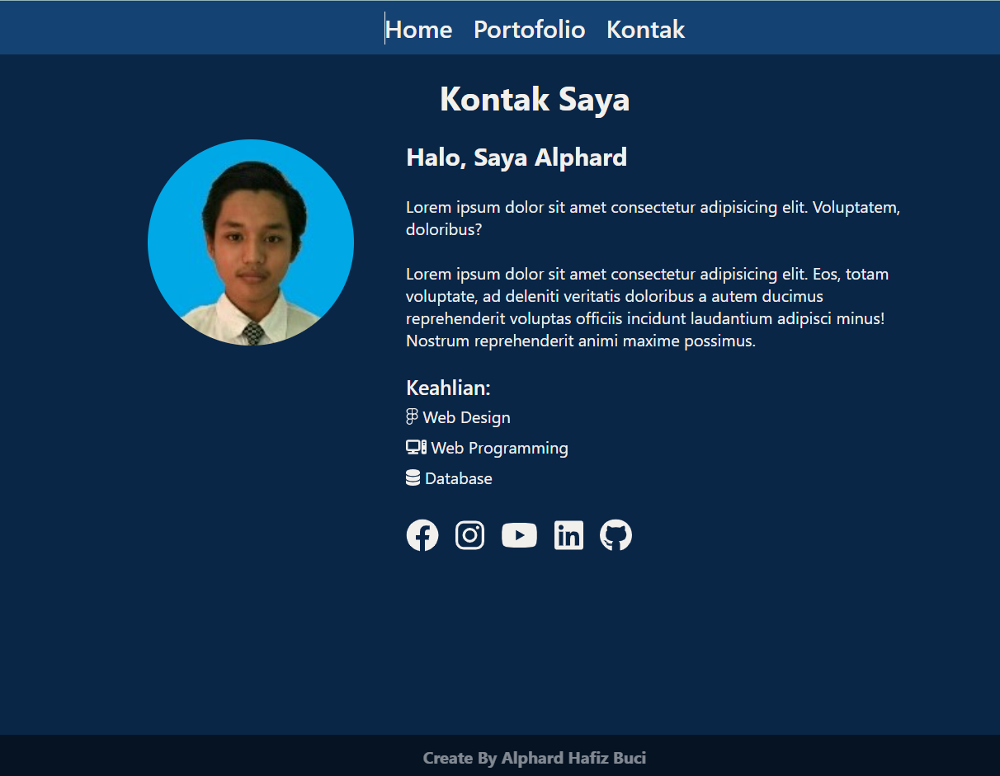 Home Portofolio Kontak
Kontak Saya
Halo, Saya Alphard
Lorem ipsum dolor sit amet consectetur adipisicing elit. Voluptatem,
doloribus?
Lorem ipsum dolor sit amet consectetur adipisicing elit. Eos, totam
voluptate, ad deleniti veritatis doloribus a autem ducimus
reprehenderit voluptas officiis incidunt laudantium adipisci minus!
Nostrum reprehenderit animi maxime possimus.
Keahlian:
Web Design
Web Programming
Database
Create By Alphard Hafiz Buci